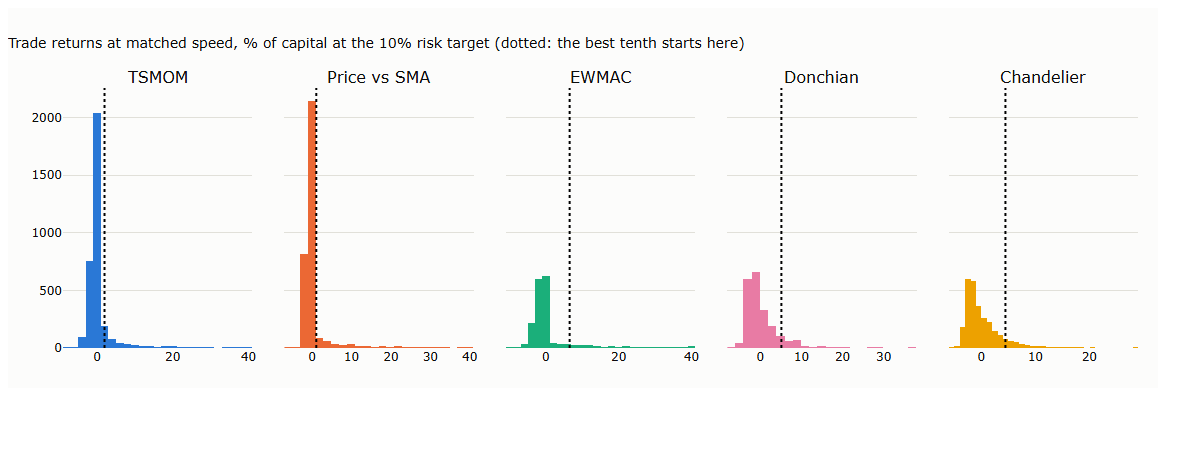 Trade returns at matched speed, % of capital at the 10% risk target (dotted: the best tenth starts here)
TSMOM Price vs SMA EWMAC Donchian Chandelier
2000
1500
1000
500
0
0 20 40 0 10 20 30 40 0 20 40 0 10 20 30 0 10 20